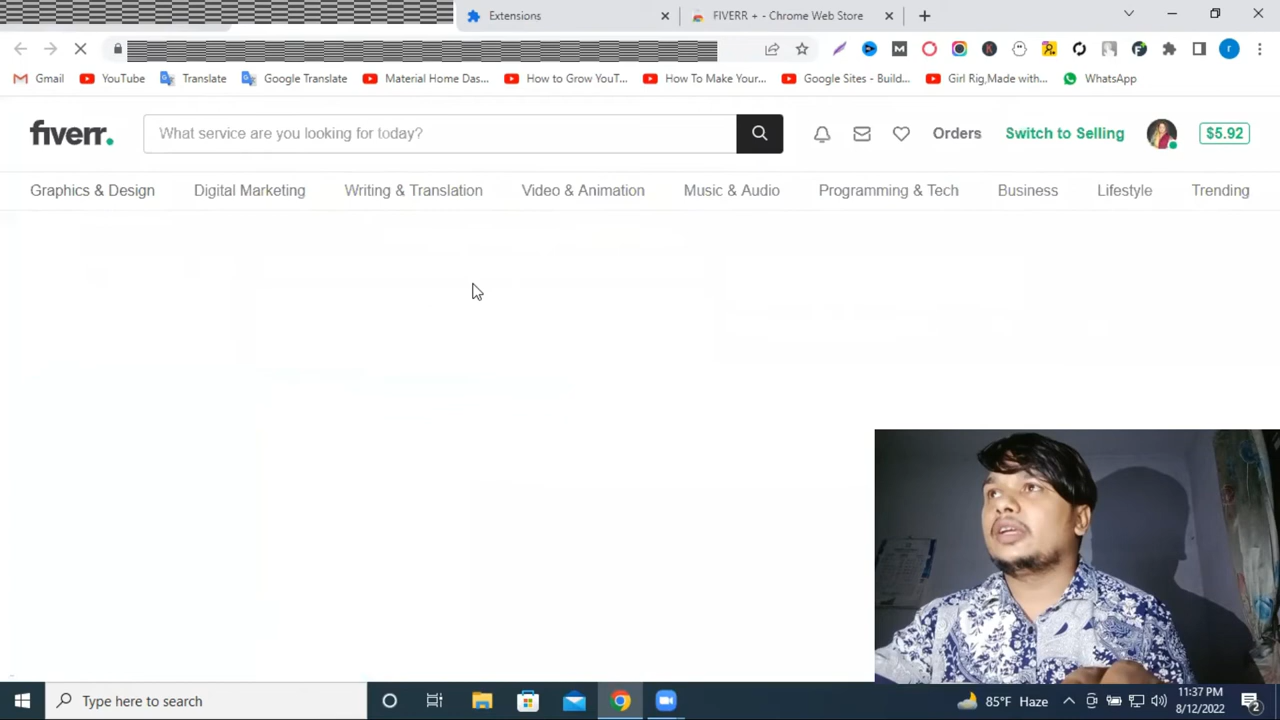 Extensions
FIVERR + - Chrome Web Store
Gmail
YouTube
Translate
Google Translate
Material Home Das...
How to Grow YouT...
How To Make Your...
Google Sites - Build...
Girl Rig,Made with...
WhatsApp
fiverr.
What service are you looking for today?
Orders
Switch to Selling
$5.92
Graphics & Design
Digital Marketing
Writing & Translation
Video & Animation
Music & Audio
Programming & Tech
Business
Lifestyle
Trending
Type here to search
85°F Haze
11:37 PM
8/12/2022
2